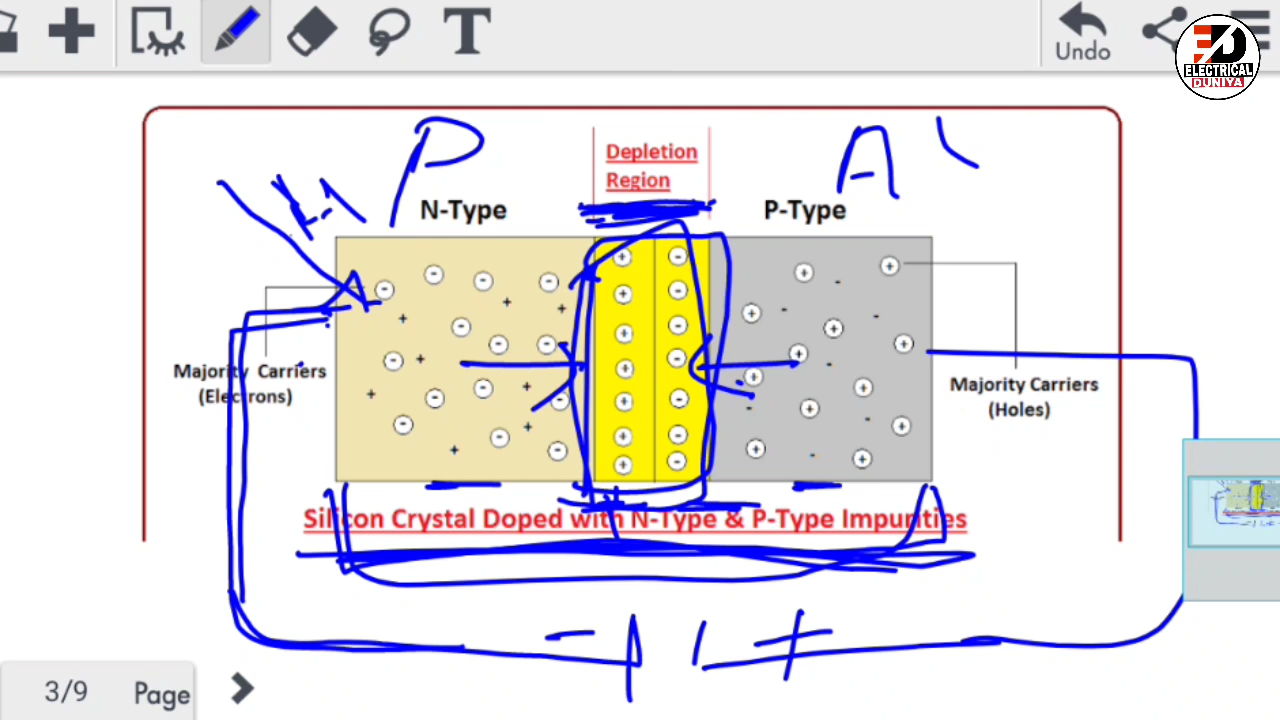 T
Undo
ED
ELECTRICAL
DUNIYA
P
A
Depletion
Region
N-Type
P-Type
Majority Carriers
(Electrons)
Majority Carriers
(Holes)
Silicon Crystal Doped with N-Type & P-Type Impurities
3/9 Page